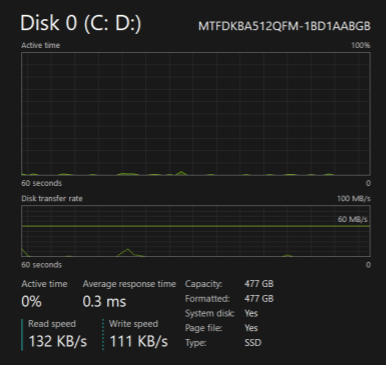 Disk 0 (C: D:) MTFDKBA512QFM-1BD1AABGB
Active time 100%
60 seconds 0
Disk transfer rate 100 MB/s
60 MB/s
60 seconds 0
Active time Average response time Capacity: 477 GB
0% 0.3 ms Formatted: 477 GB
System disk: Yes
Read speed Write speed Page file: Yes
132 KB/s 111 KB/s Type: SSD